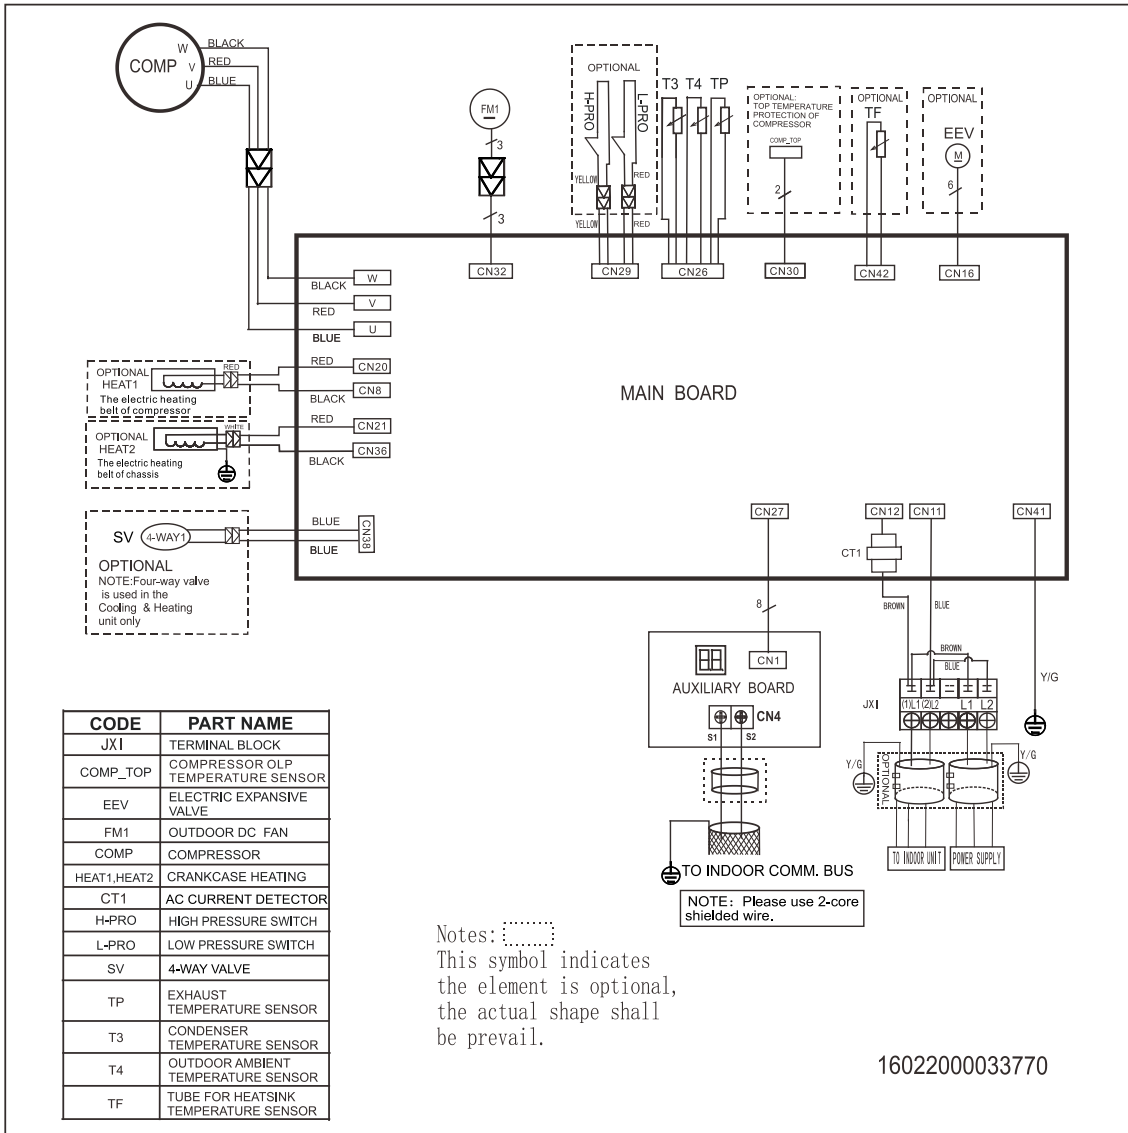 COMP
W
V
U
BLACK
RED
BLUE
FM1
3
3
OPTIONAL
H-PRO
L-PRO
YELLOW
RED
YELLOW
RED
T3 T4 TP
OPTIONAL:
TOP TEMPERATURE
PROTECTION OF
COMPRESSOR
COMP_TOP
2
OPTIONAL
TF
OPTIONAL
EEV
M
6
CN32
CN29
CN26
CN30
CN42
CN16
BLACK
W
RED
V
BLUE
U
RED
CN20
BLACK
CN8
RED
CN21
BLACK
CN36
BLUE
BLUE
CN38
OPTIONAL
HEAT1
RED
The electric heating
belt of compressor
OPTIONAL
HEAT2
WHITE
The electric heating
belt of chassis
SV
4-WAY1
OPTIONAL
NOTE:Four-way valve
is used in the
Cooling & Heating
unit only
MAIN BOARD
CN27
CN12
CN11
CN41
CT1
8
BROWN
BLUE
BROWN
BLUE
Y/G
CN1
AUXILIARY BOARD
CN4
S1
S2
JX1
(1)L1 (2)L2 L1 L2
Y/G
Y/G
OPTIONAL
TO INDOOR UNIT
POWER SUPPLY
TO INDOOR COMM. BUS
NOTE: Please use 2-core
shielded wire.
CODE PART NAME
JX1 TERMINAL BLOCK
COMP_TOP COMPRESSOR OLP
TEMPERATURE SENSOR
EEV ELECTRIC EXPANSIVE
VALVE
FM1 OUTDOOR DC FAN
COMP COMPRESSOR
HEAT1,HEAT2 CRANKCASE HEATING
CT1 AC CURRENT DETECTOR
H-PRO HIGH PRESSURE SWITCH
L-PRO LOW PRESSURE SWITCH
SV 4-WAY VALVE
TP EXHAUST
TEMPERATURE SENSOR
T3 CONDENSER
TEMPERATURE SENSOR
T4 OUTDOOR AMBIENT
TEMPERATURE SENSOR
TF TUBE FOR HEATSINK
TEMPERATURE SENSOR
Notes:
This symbol indicates
the element is optional,
the actual shape shall
be prevail.
16022000033770